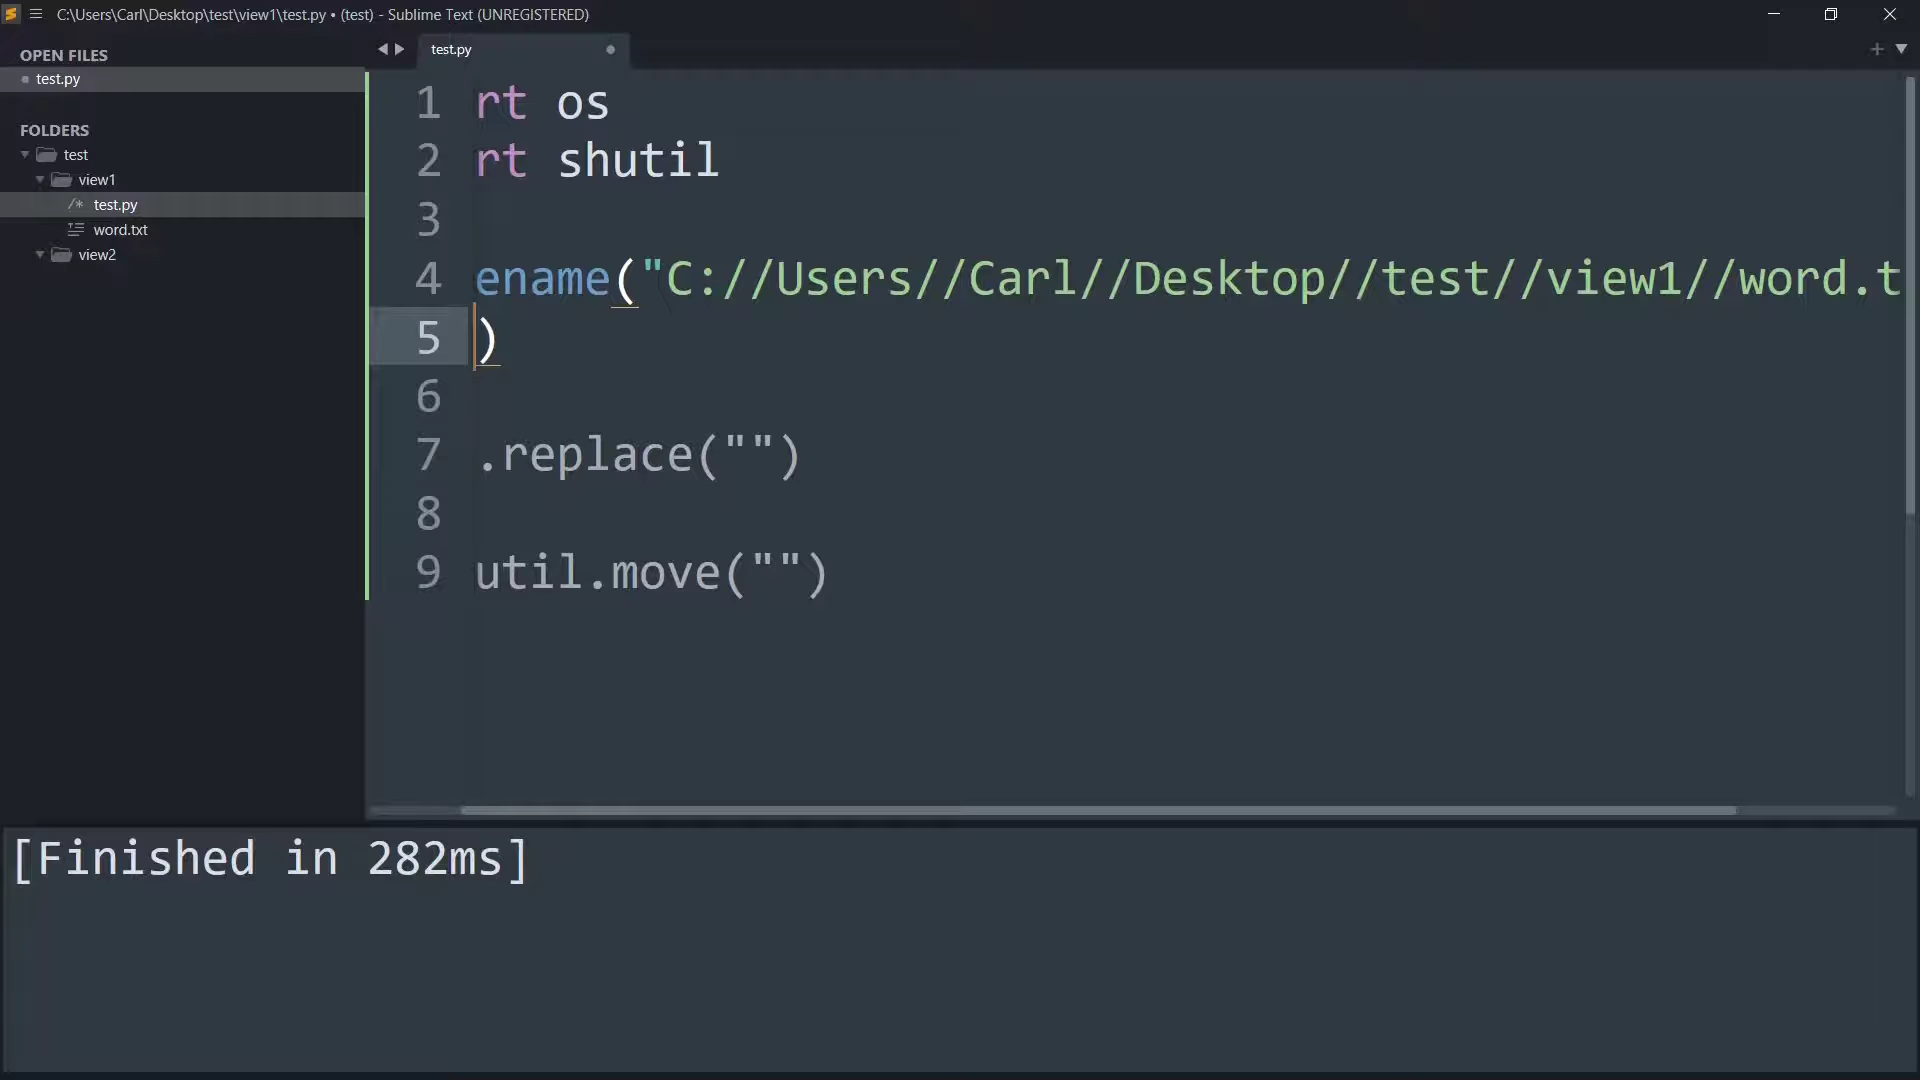 C:\Users\Carl\Desktop\test\view1\test.py • (test) - Sublime Text (UNREGISTERED)
OPEN FILES
test.py
FOLDERS
test
view1
test.py
word.txt
view2
test.py
1 rt os
2 rt shutil
3
4 ename("C://Users//Carl//Desktop//test//view1//word.t
5 )
6
7 .replace("")
8
9 util.move("")
[Finished in 282ms]